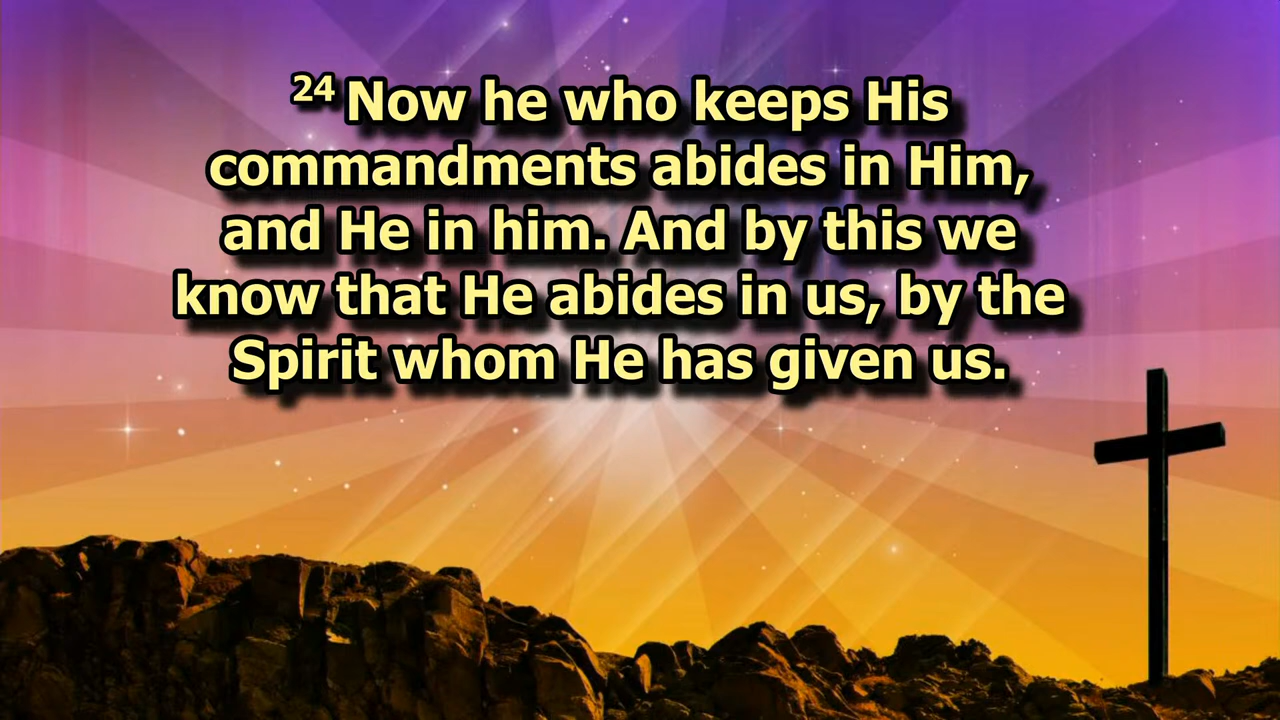 24 Now he who keeps His
commandments abides in Him,
and He in him. And by this we
know that He abides in us, by the
Spirit whom He has given us.